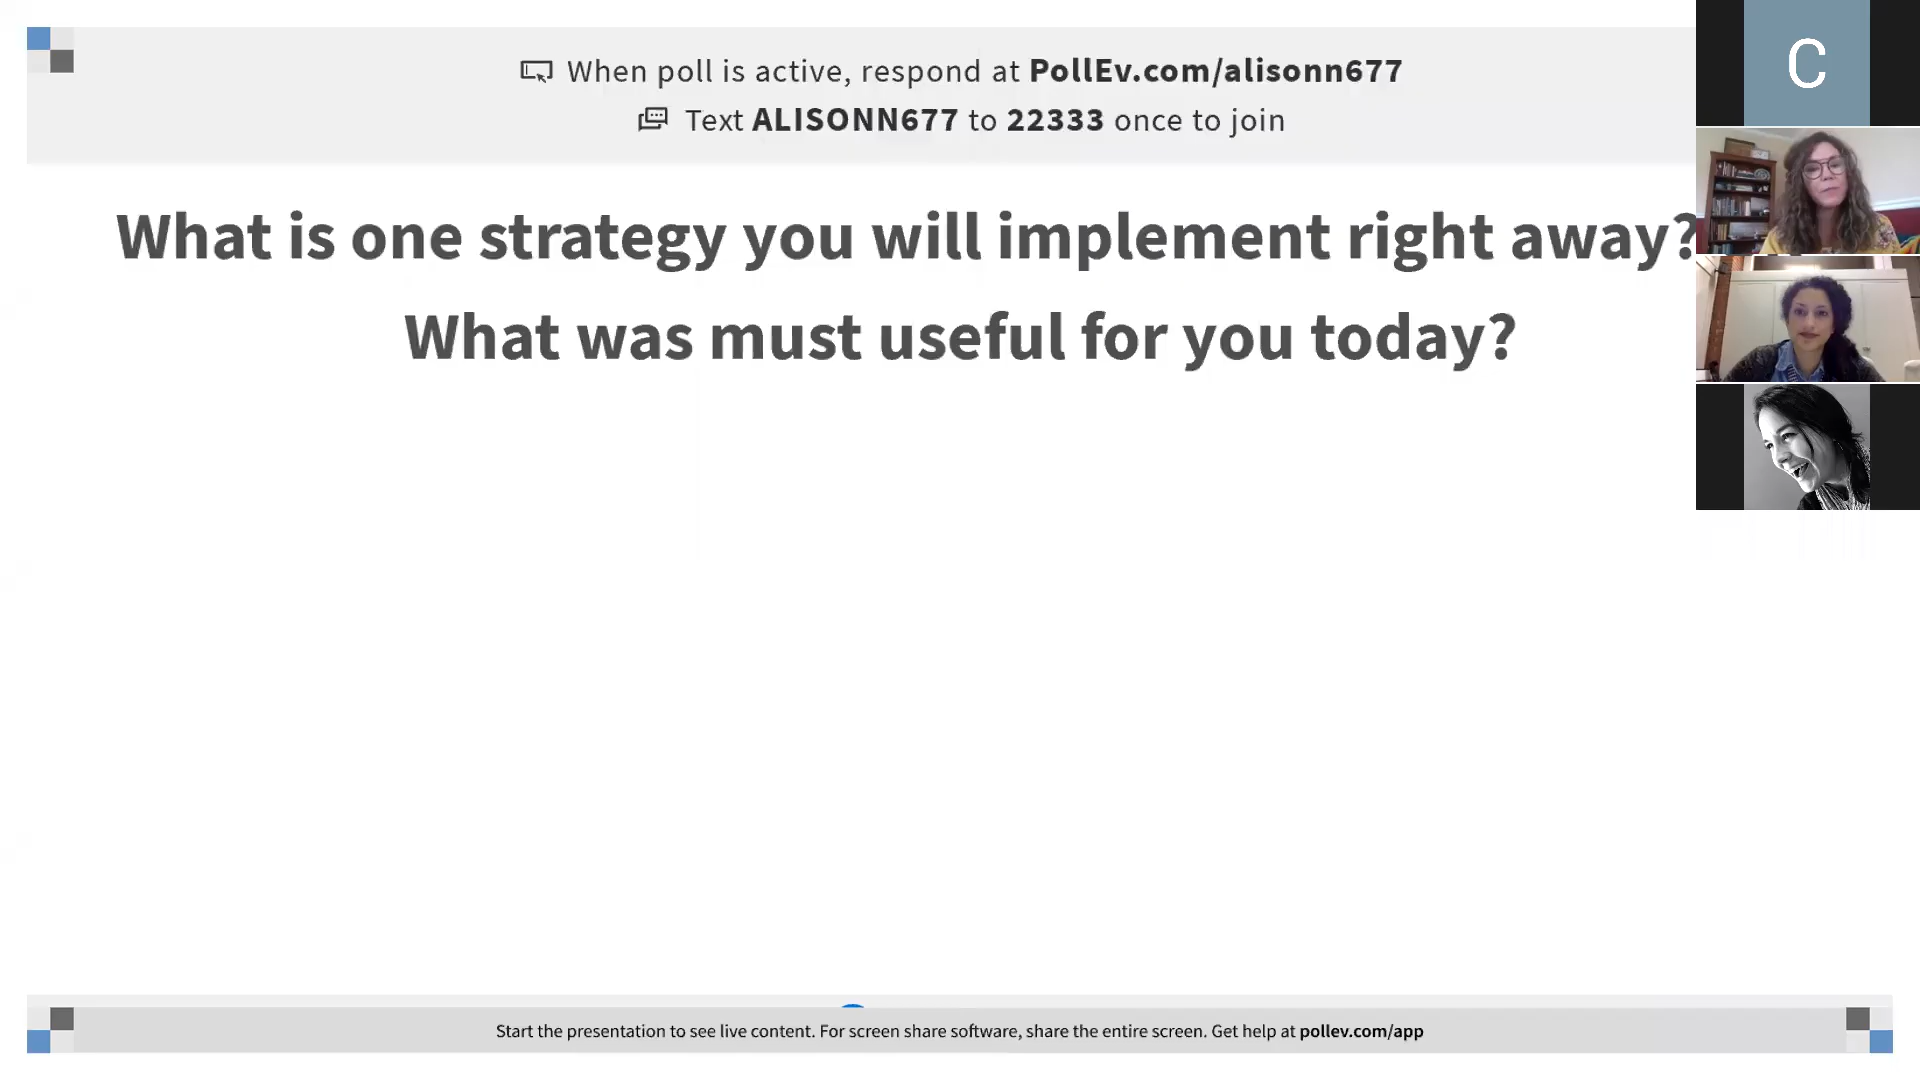 When poll is active, respond at PollEv.com/alisonn677
Text ALISONN677 to 22333 once to join
C
What is one strategy you will implement right away?
What was must useful for you today?
Start the presentation to see live content. For screen share software, share the entire screen. Get help at pollev.com/app